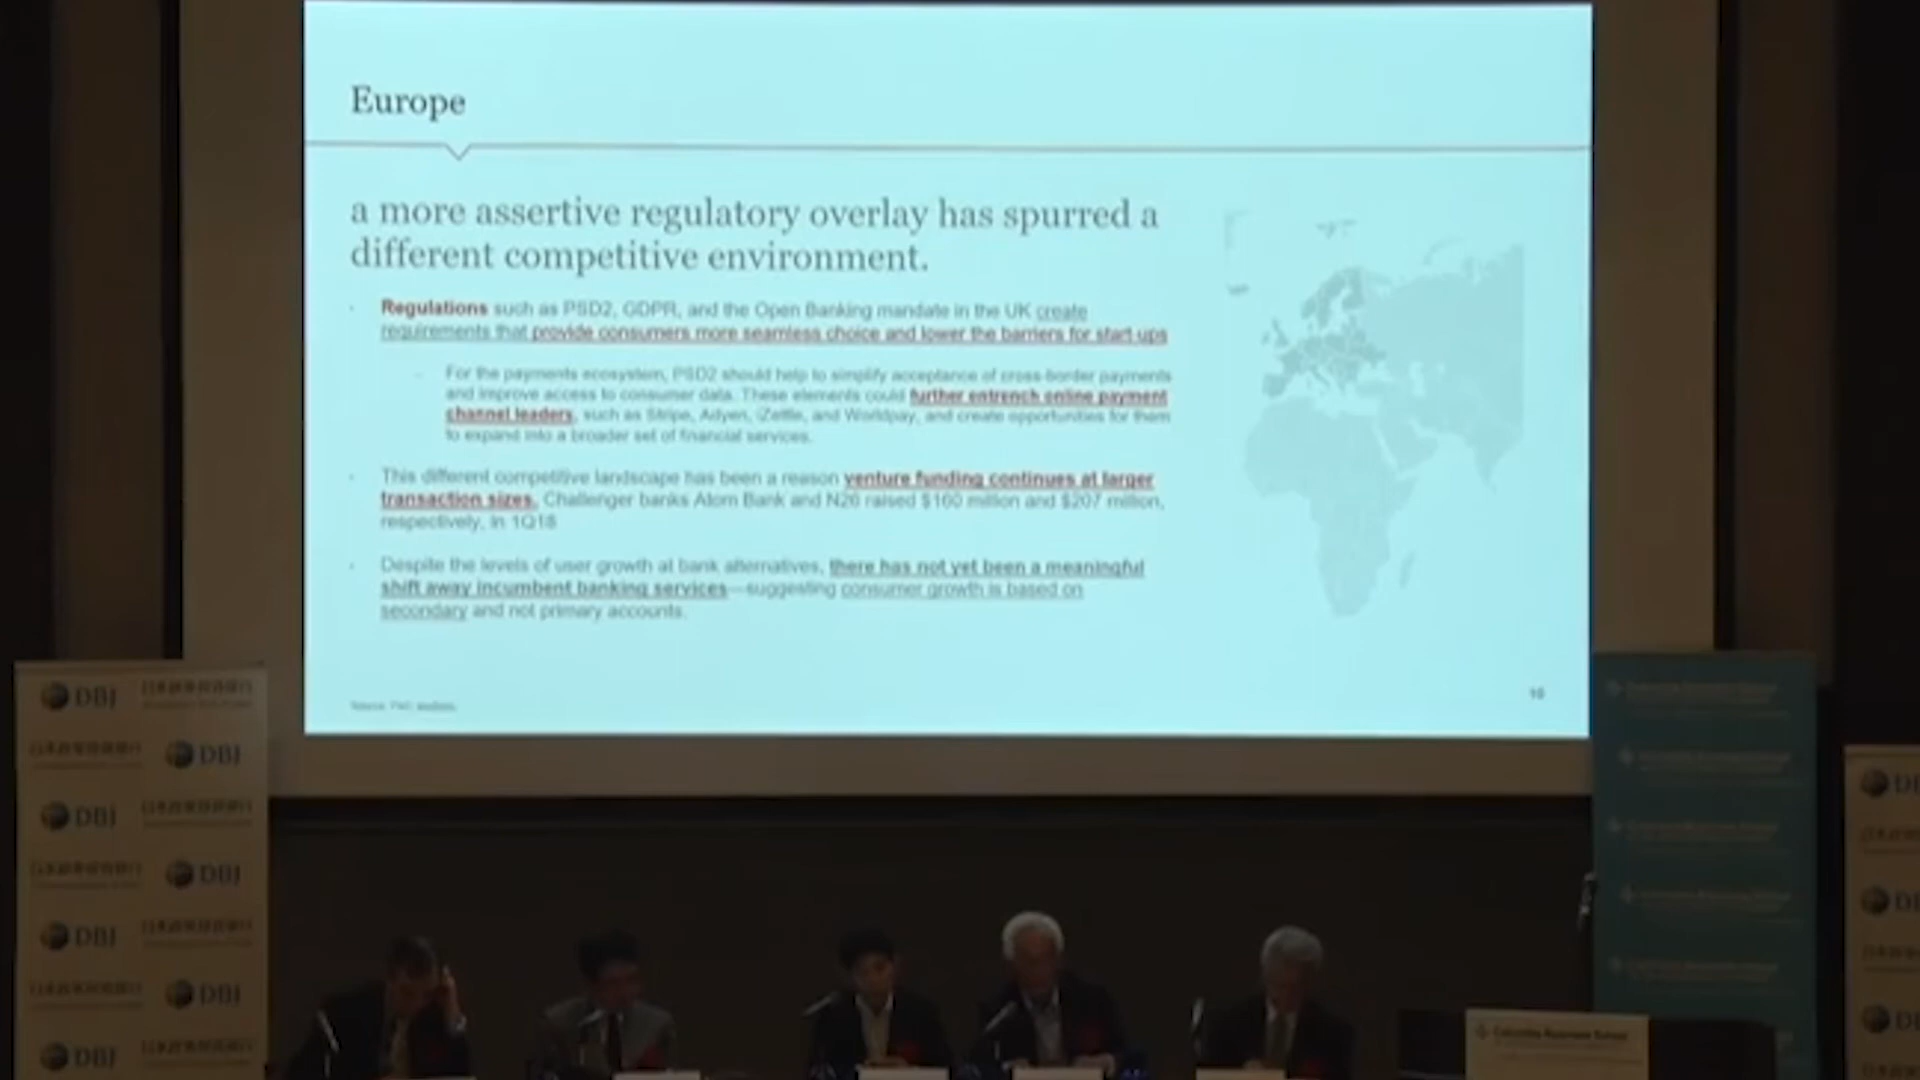 Europe
a more assertive regulatory overlay has spurred a
different competitive environment.
Regulations such as PSD2, GDPR, and the Open Banking mandate in the UK create
requirements that provide consumers more seamless choice and lower the barriers for start-ups
For the payments ecosystem, PSD2 should help to simplify acceptance of cross-border payments
and improve access to consumer data. These elements could further entrench online payment
channel leaders, such as Stripe, Adyen, iZettle, and Worldpay, and create opportunities for them
to expand into a broader set of financial services.
This different competitive landscape has been a reason venture funding continues at larger
transaction sizes. Challenger banks Atom Bank and N26 raised $160 million and $207 million,
respectively, in 1Q18
Despite the levels of user growth at bank alternatives, there has not yet been a meaningful
shift away incumbent banking services—suggesting consumer growth is based on
secondary and not primary accounts.
DBJ
DBJ
DBJ
DBJ
DBJ
DBJ
DBJ
Columbia Business School